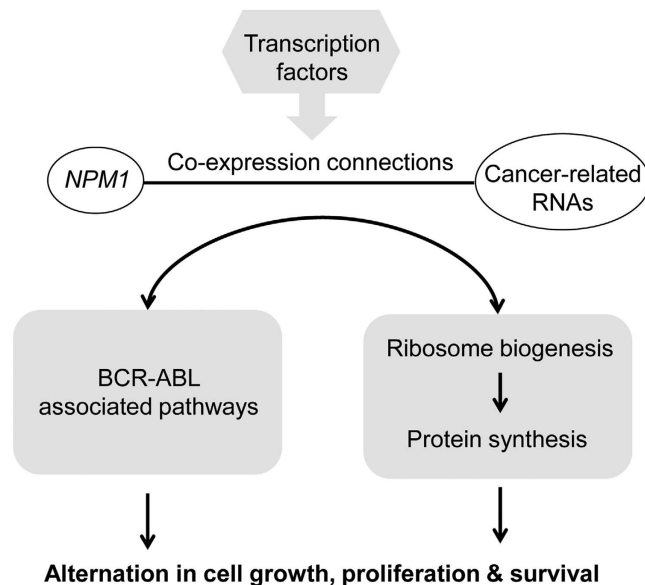 Transcription
factors
Co-expression connections
NPM1
Cancer-related
RNAs
BCR-ABL
associated pathways
Ribosome biogenesis
Protein synthesis
Alternation in cell growth, proliferation & survival